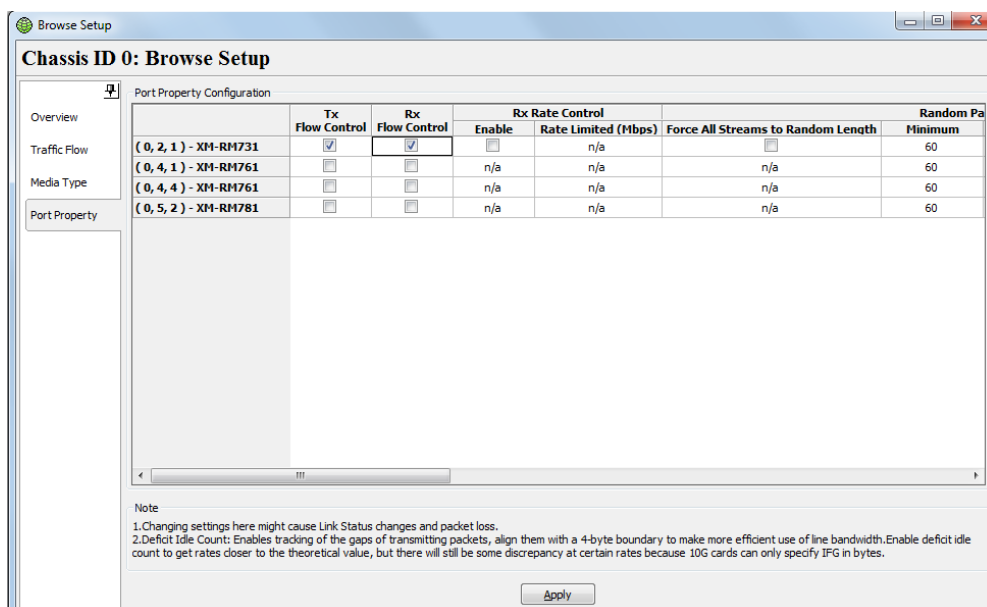 Browse Setup
Chassis ID 0: Browse Setup
Overview
Traffic Flow
Media Type
Port Property
Port Property Configuration
Tx Flow Control Rx Flow Control Rx Rate Control Random Pa
Enable Rate Limited (Mbps) Force All Streams to Random Length Minimum
( 0, 2, 1 ) - XM-RM731 n/a 60
( 0, 4, 1 ) - XM-RM761 n/a n/a n/a 60
( 0, 4, 4 ) - XM-RM761 n/a n/a n/a 60
( 0, 5, 2 ) - XM-RM781 n/a n/a n/a 60
Note
1.Changing settings here might cause Link Status changes and packet loss.
2.Deficit Idle Count: Enables tracking of the gaps of transmitting packets, align them with a 4-byte boundary to make more efficient use of line bandwidth.Enable deficit idle
count to get rates closer to the theoretical value, but there will still be some discrepancy at certain rates because 10G cards can only specify IFG in bytes.
Apply